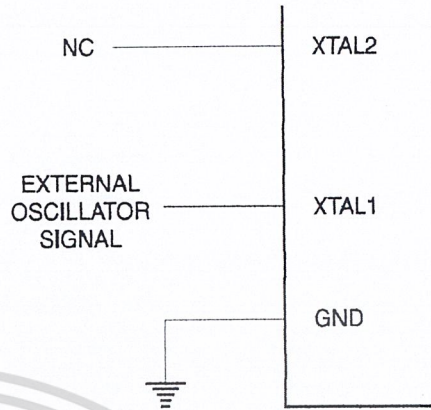 NC
XTAL2
EXTERNAL
OSCILLATOR
SIGNAL
XTAL1
GND